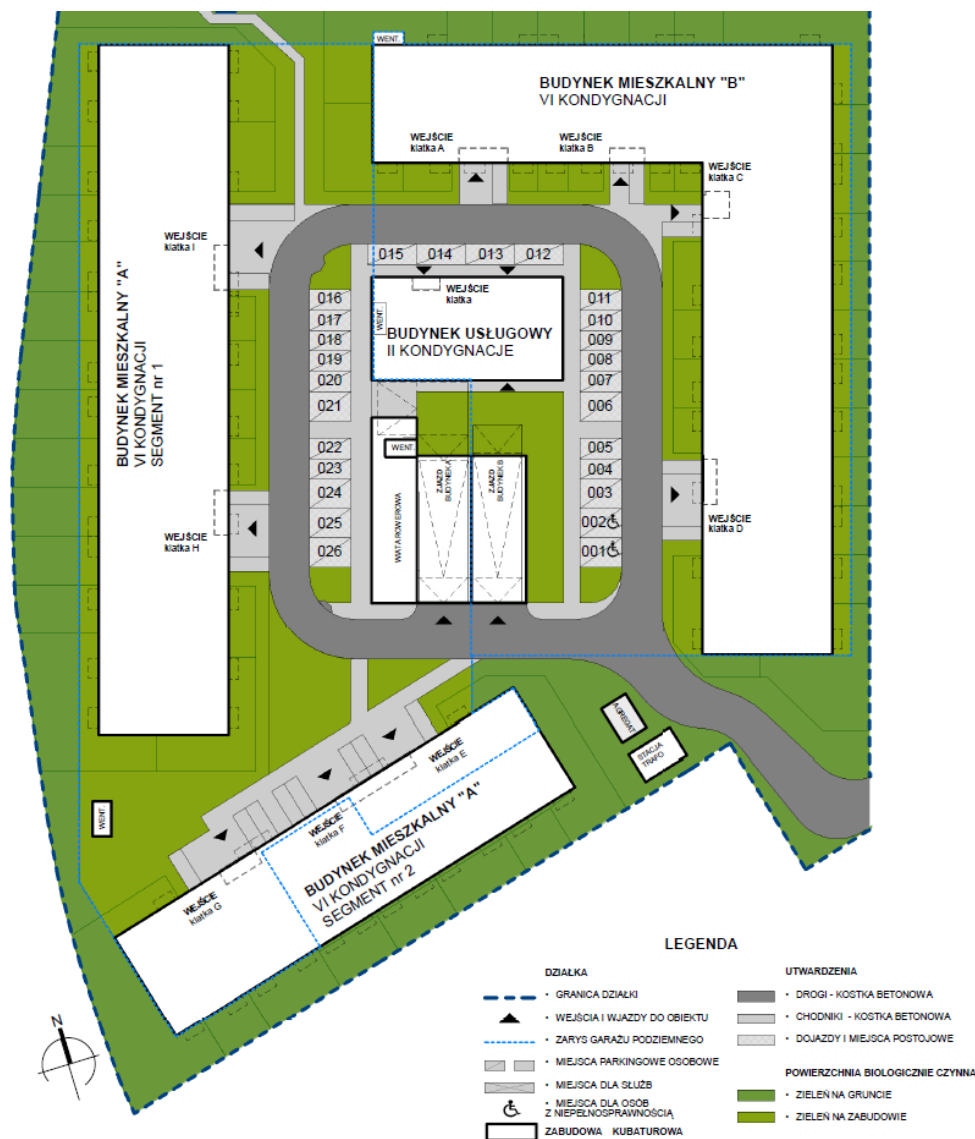 WENT.
BUDYNEK MIESZKALNY "B"
VI KONDYGNACJI
WEJŚCIE
klatka A
WEJŚCIE
klatka B
WEJŚCIE
klatka C
WEJŚCIE
klatka I
BUDYNEK MIESZKALNY "A"
VI KONDYGNACJI
SEGMENT nr 1
015
014
013
012
WEJŚCIE
klatka
WENT.
BUDYNEK USŁUGOWY
II KONDYGNACJE
016
017
018
019
020
021
022
023
024
025
026
011
010
009
008
007
006
005
004
003
002
001
WENT.
WIATA ROWEROWA
ZJAZD
BUDYNEK A
ZJAZD
BUDYNEK B
WEJŚCIE
klatka H
WEJŚCIE
klatka D
AGREGAT
STACJA
TRAFO
WENT.
WEJŚCIE
klatka E
WEJŚCIE
klatka F
WEJŚCIE
klatka G
BUDYNEK MIESZKALNY "A"
VI KONDYGNACJI
SEGMENT nr 2
N
LEGENDA
DZIAŁKA
• GRANICA DZIAŁKI
• WEJŚCIA I WJAZDY DO OBIEKTU
• ZARYS GARAŻU PODZIEMNEGO
• MIEJSCA PARKINGOWE OSOBOWE
• MIEJSCA DLA SŁUŻB
• MIEJSCA DLA OSÓB
Z NIEPEŁNOSPRAWNOŚCIĄ
ZABUDOWA KUBATUROWA
UTWARDZENIA
• DROGI - KOSTKA BETONOWA
• CHODNIKI - KOSTKA BETONOWA
• DOJAZDY I MIEJSCA POSTOJOWE
POWIERZCHNIA BIOLOGICZNIE CZYNNA
• ZIELEŃ NA GRUNCIE
• ZIELEŃ NA ZABUDOWIE